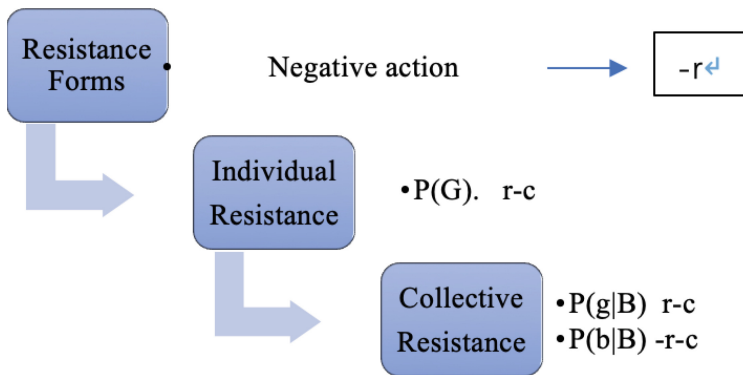 Resistance
Forms
•
Negative action
-r↵
Individual
Resistance
•P(G). r-c
Collective
Resistance
•P(g|B) r-c
•P(b|B) -r-c